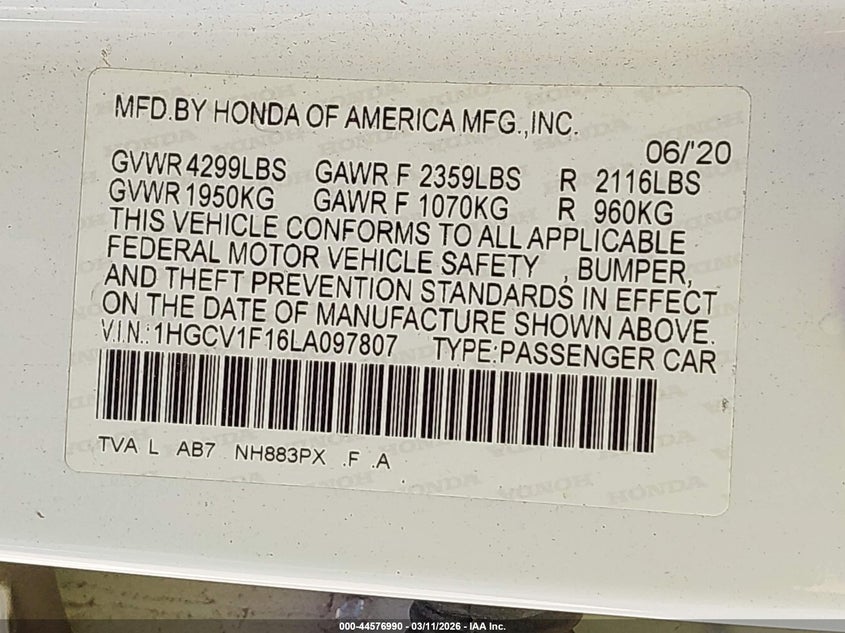 MFD.BY HONDA OF AMERICA MFG.,INC.
06/'20
GVWR 4299LBS GAWR F 2359LBS R 2116LBS
GVWR 1950KG GAWR F 1070KG R 960KG
THIS VEHICLE CONFORMS TO ALL APPLICABLE
FEDERAL MOTOR VEHICLE SAFETY , BUMPER,
AND THEFT PREVENTION STANDARDS IN EFFECT
ON THE DATE OF MANUFACTURE SHOWN ABOVE.
V.I.N.: 1HGCV1F16LA097807 TYPE:PASSENGER CAR
TVA L AB7 NH883PX .F .A
000-44576990 - 03/11/2026 - IAA Inc.